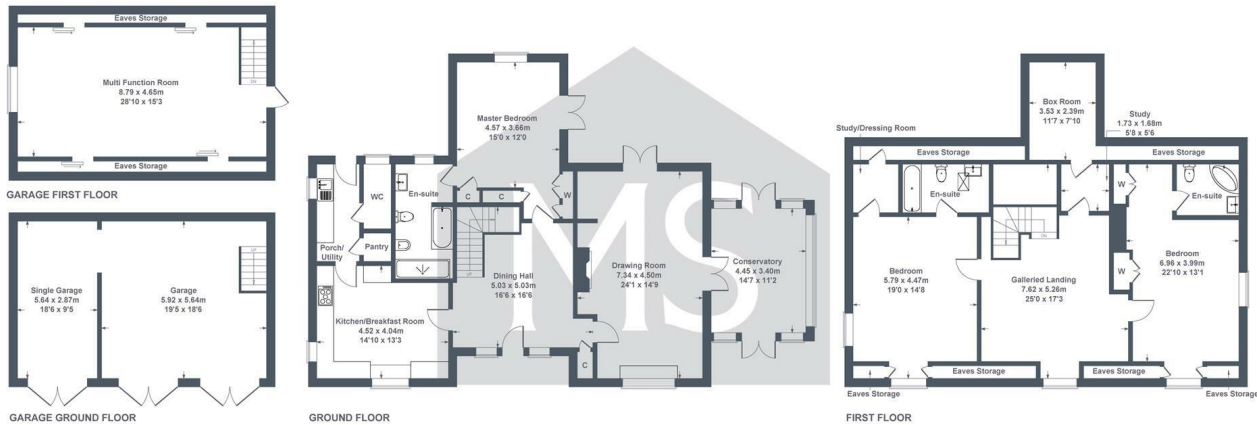 Eaves Storage
Multi Function Room
8.79 x 4.65m
28'10 x 15'3
DN
Eaves Storage
GARAGE FIRST FLOOR
Single Garage
5.64 x 2.87m
18'6 x 9'5
Garage
5.92 x 5.64m
19'5 x 18'6
UP
GARAGE GROUND FLOOR
MS
Master Bedroom
4.57 x 3.66m
15'0 x 12'0
WC
En-suite
C
C
W
Porch/
Utility
Pantry
UP
Dining Hall
5.03 x 5.03m
16'6 x 16'6
Drawing Room
7.34 x 4.50m
24'1 x 14'9
Conservatory
4.45 x 3.40m
14'7 x 11'2
Kitchen/Breakfast Room
4.52 x 4.04m
14'10 x 13'3
C
GROUND FLOOR
Box Room
3.53 x 2.39m
11'7 x 7'10
Study
1.73 x 1.68m
5'8 x 5'6
Study/Dressing Room
Eaves Storage
Eaves Storage
En-suite
W
En-suite
DN
W
Bedroom
5.79 x 4.47m
19'0 x 14'8
Galleried Landing
7.62 x 5.26m
25'0 x 17'3
Bedroom
6.96 x 3.99m
22'10 x 13'1
Eaves Storage
Eaves Storage
Eaves Storage
Eaves Storage
FIRST FLOOR